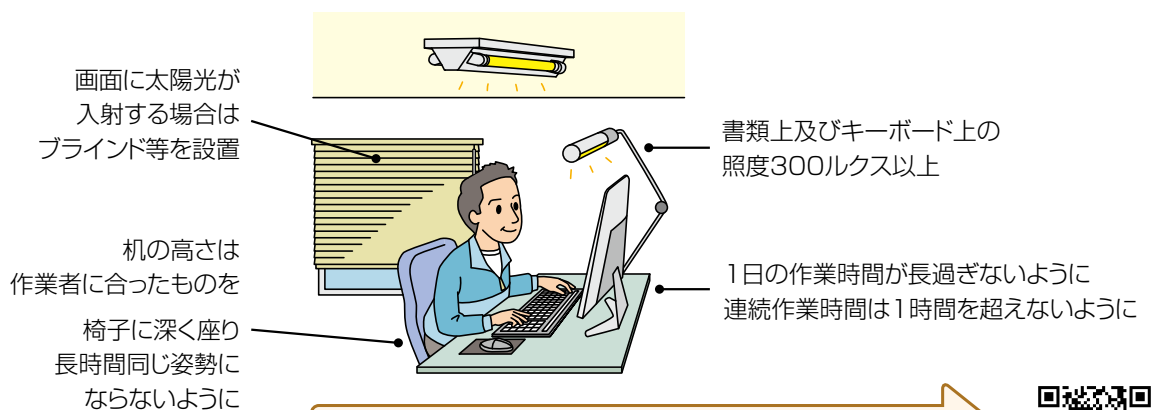 画面に太陽光が
入射する場合は
ブラインド等を設置
机の高さは
作業者に合ったものを
椅子に深く座り
長時間同じ姿勢に
ならないように
書類上及びキーボード上の
照度300ルクス以上
1日の作業時間が長過ぎないように
連続作業時間は1時間を超えないように